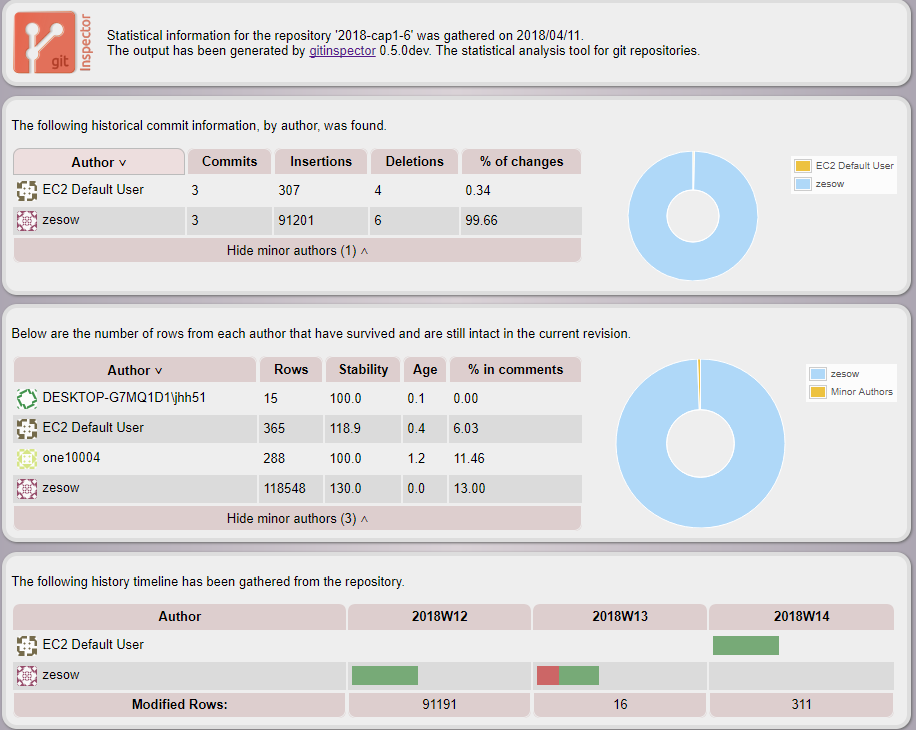 git
Inspector
Statistical information for the repository '2018-cap1-6' was gathered on 2018/04/11.
The output has been generated by gitinspector 0.5.0dev. The statistical analysis tool for git repositories.
The following historical commit information, by author, was found.
Author ∨ Commits Insertions Deletions % of changes
EC2 Default User 3 307 4 0.34
zesow 3 91201 6 99.66
Hide minor authors (1) ∧
EC2 Default User
zesow
Below are the number of rows from each author that have survived and are still intact in the current revision.
Author ∨ Rows Stability Age % in comments
DESKTOP-G7MQ1D1\jhh51 15 100.0 0.1 0.00
EC2 Default User 365 118.9 0.4 6.03
one10004 288 100.0 1.2 11.46
zesow 118548 130.0 0.0 13.00
Hide minor authors (3) ∧
zesow
Minor Authors
The following history timeline has been gathered from the repository.
Author 2018W12 2018W13 2018W14
EC2 Default User
zesow
Modified Rows: 91191 16 311